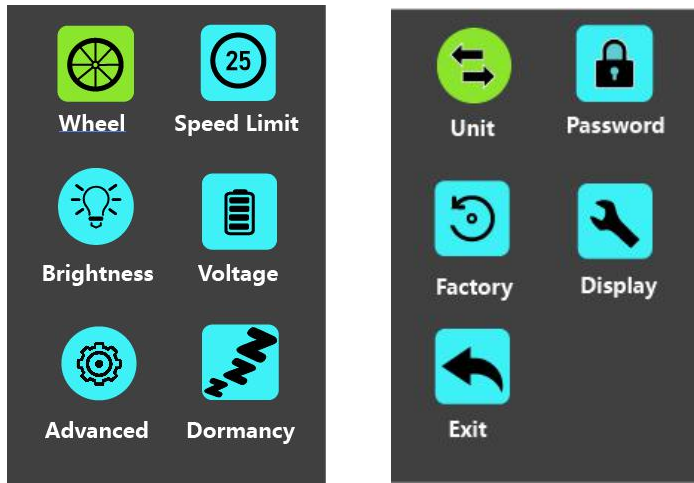 25
Wheel Speed Limit
Brightness Voltage
Advanced Dormancy
Unit Password
Factory Display
Exit